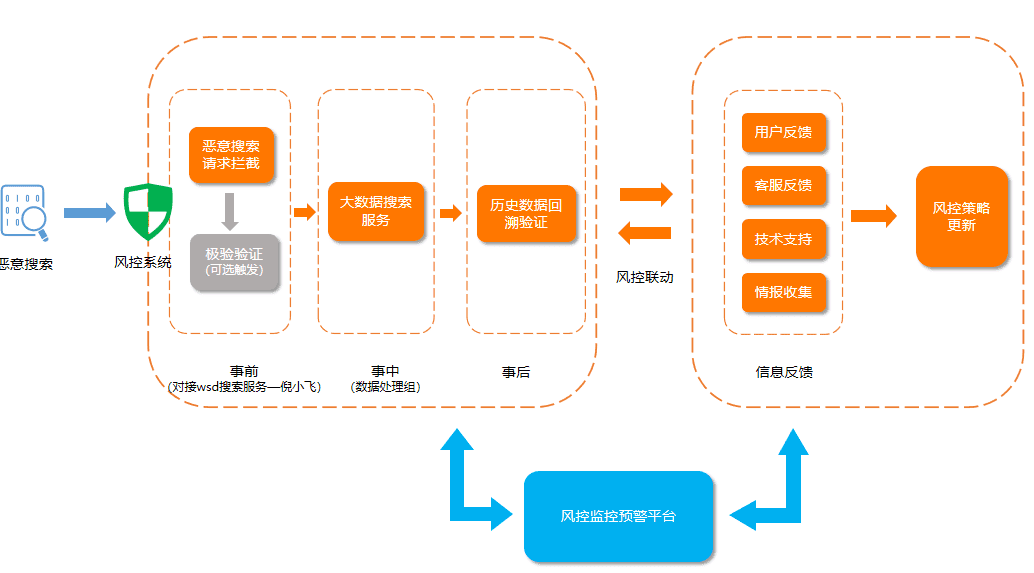 恶意搜索
风控系统
恶意搜索
请求拦截
极验验证
(可选触发)
事前
(对接wsd搜索服务—倪小飞)
大数据搜索
服务
事中
(数据处理组)
历史数据回
溯验证
事后
风控联动
用户反馈
客服反馈
技术支持
情报收集
信息反馈
风控策略
更新
风控监控预警平台